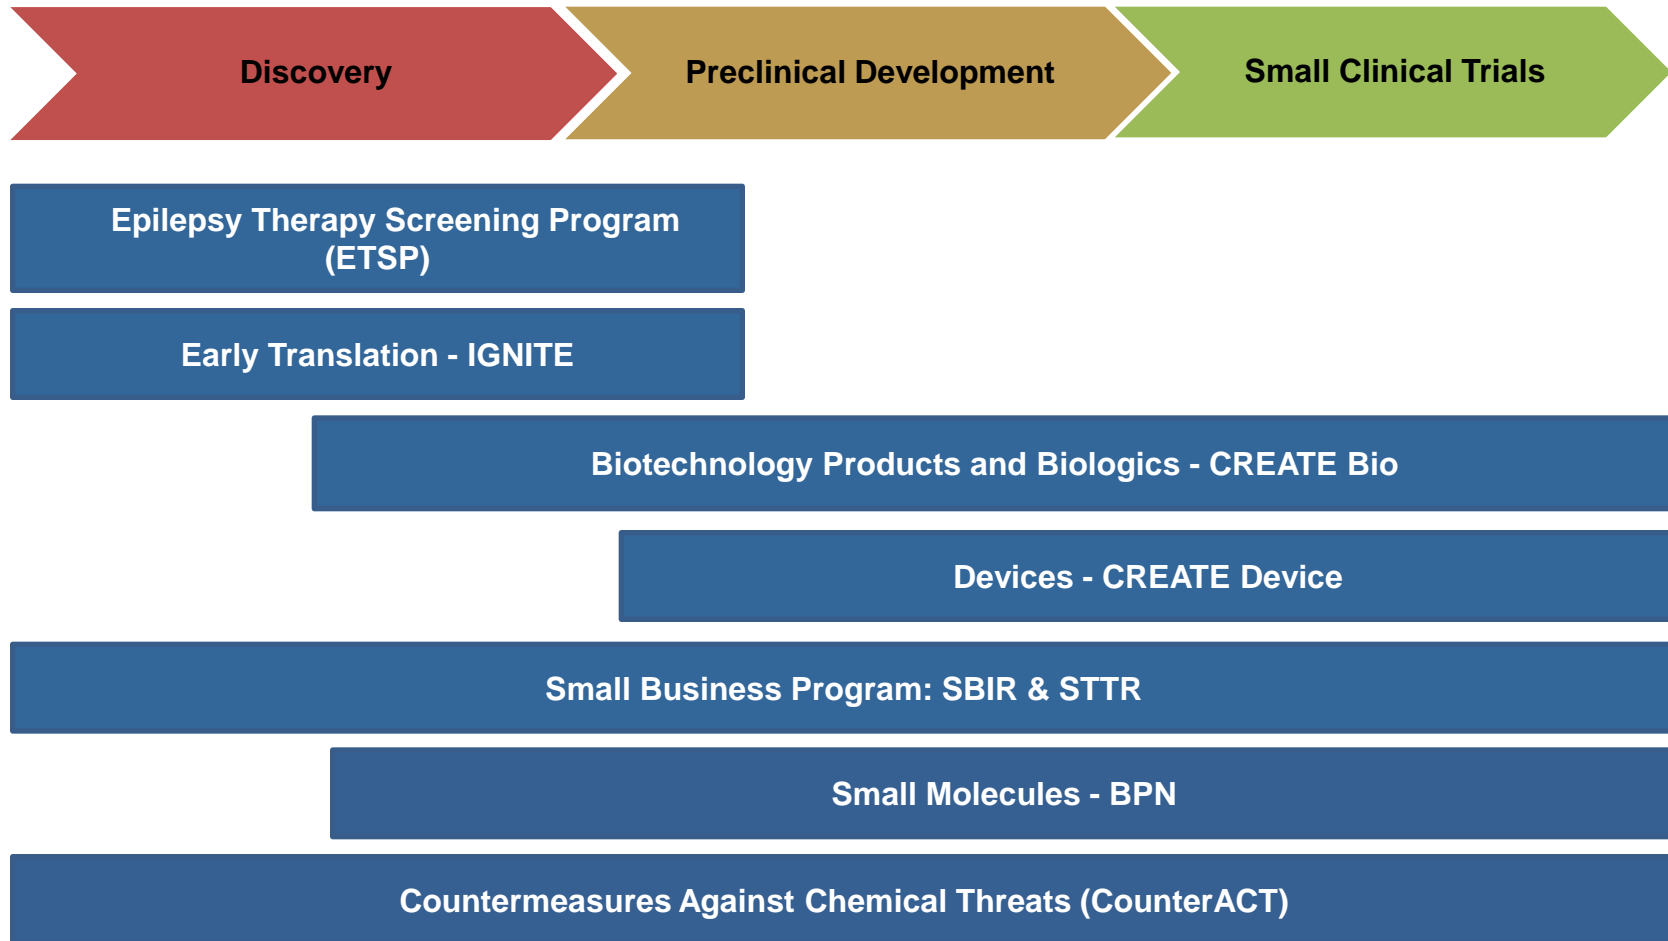 Discovery
Preclinical Development
Small Clinical Trials
Epilepsy Therapy Screening Program
(ETSP)
Early Translation - IGNITE
Biotechnology Products and Biologics - CREATE Bio
Devices - CREATE Device
Small Business Program: SBIR & STTR
Small Molecules - BPN
Countermeasures Against Chemical Threats (CounterACT)